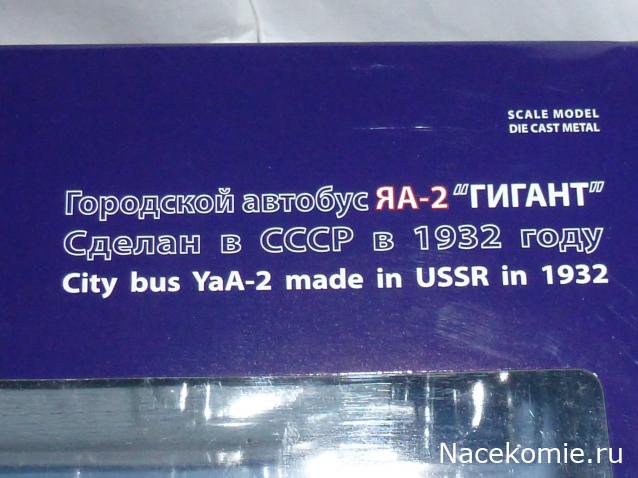 SCALE MODEL
DIE CAST METAL
Городской автобус ЯА-2 “ГИГАНТ”
Сделан в СССР в 1932 году
City bus YaA-2 made in USSR in 1932
Nacekomie.ru